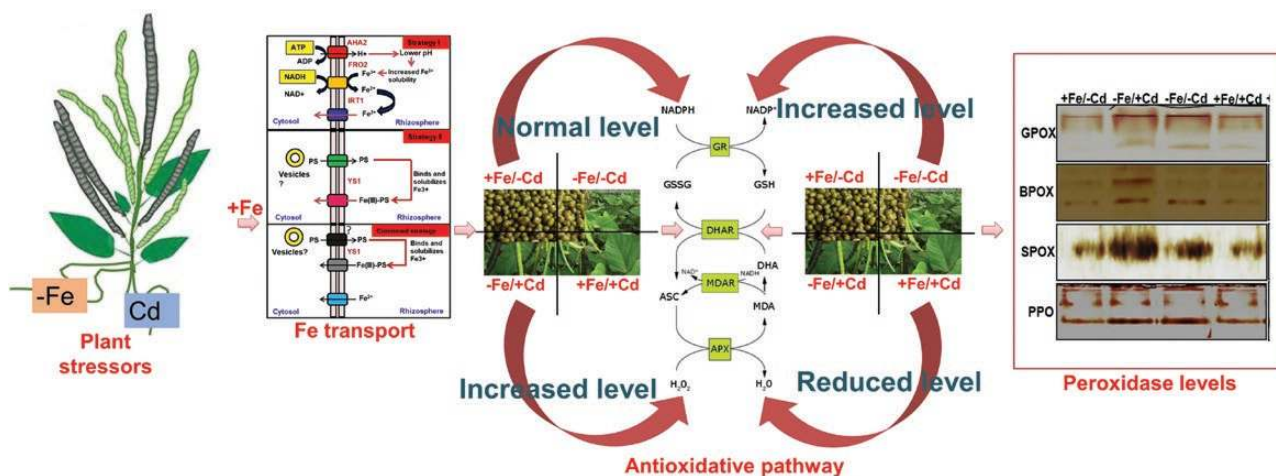 -Fe
Cd
Plant
stressors
+Fe
Strategy I
ATP
ADP
AHA2
H+
Lower pH
FRO2
NADH
NAD+
Fe³⁺
Fe²⁺
Increased Fe³⁺
solubility
IRT1
Fe²⁺
Cytosol
Rhizosphere
Strategy II
Vesicles
?
PS
PS
YS1
Binds and
solubilizes
Fe3+
Fe(III)-PS
Cytosol
Rhizosphere
Combined strategy
?
PS
PS
Vesicles?
YS1
Binds and
solubilizes
Fe3+
Fe(III)-PS
Fe²⁺
Cytosol
Rhizosphere
Fe transport
Normal level
+Fe/-Cd
-Fe/-Cd
-Fe/+Cd
+Fe/+Cd
Increased level
NADPH
NADP⁺
GR
GSSG
GSH
DHAR
DHA
NAD⁺
NADH
MDAR
ASC
MDA
APX
H₂O₂
H₂O
Antioxidative pathway
Increased level
+Fe/-Cd
-Fe/-Cd
-Fe/+Cd
+Fe/+Cd
Reduced level
+Fe/-Cd -Fe/+Cd -Fe/-Cd +Fe/+Cd
GPOX
BPOX
SPOX
PPO
Peroxidase levels